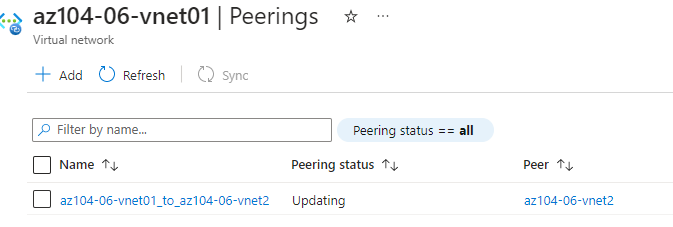 az104-06-vnet01 | Peerings ☆ ...
Virtual network
+ Add Refresh Sync
Filter by name... Peering status == all
Name ↑↓ Peering status ↑↓ Peer ↑↓
az104-06-vnet01_to_az104-06-vnet2 Updating az104-06-vnet2